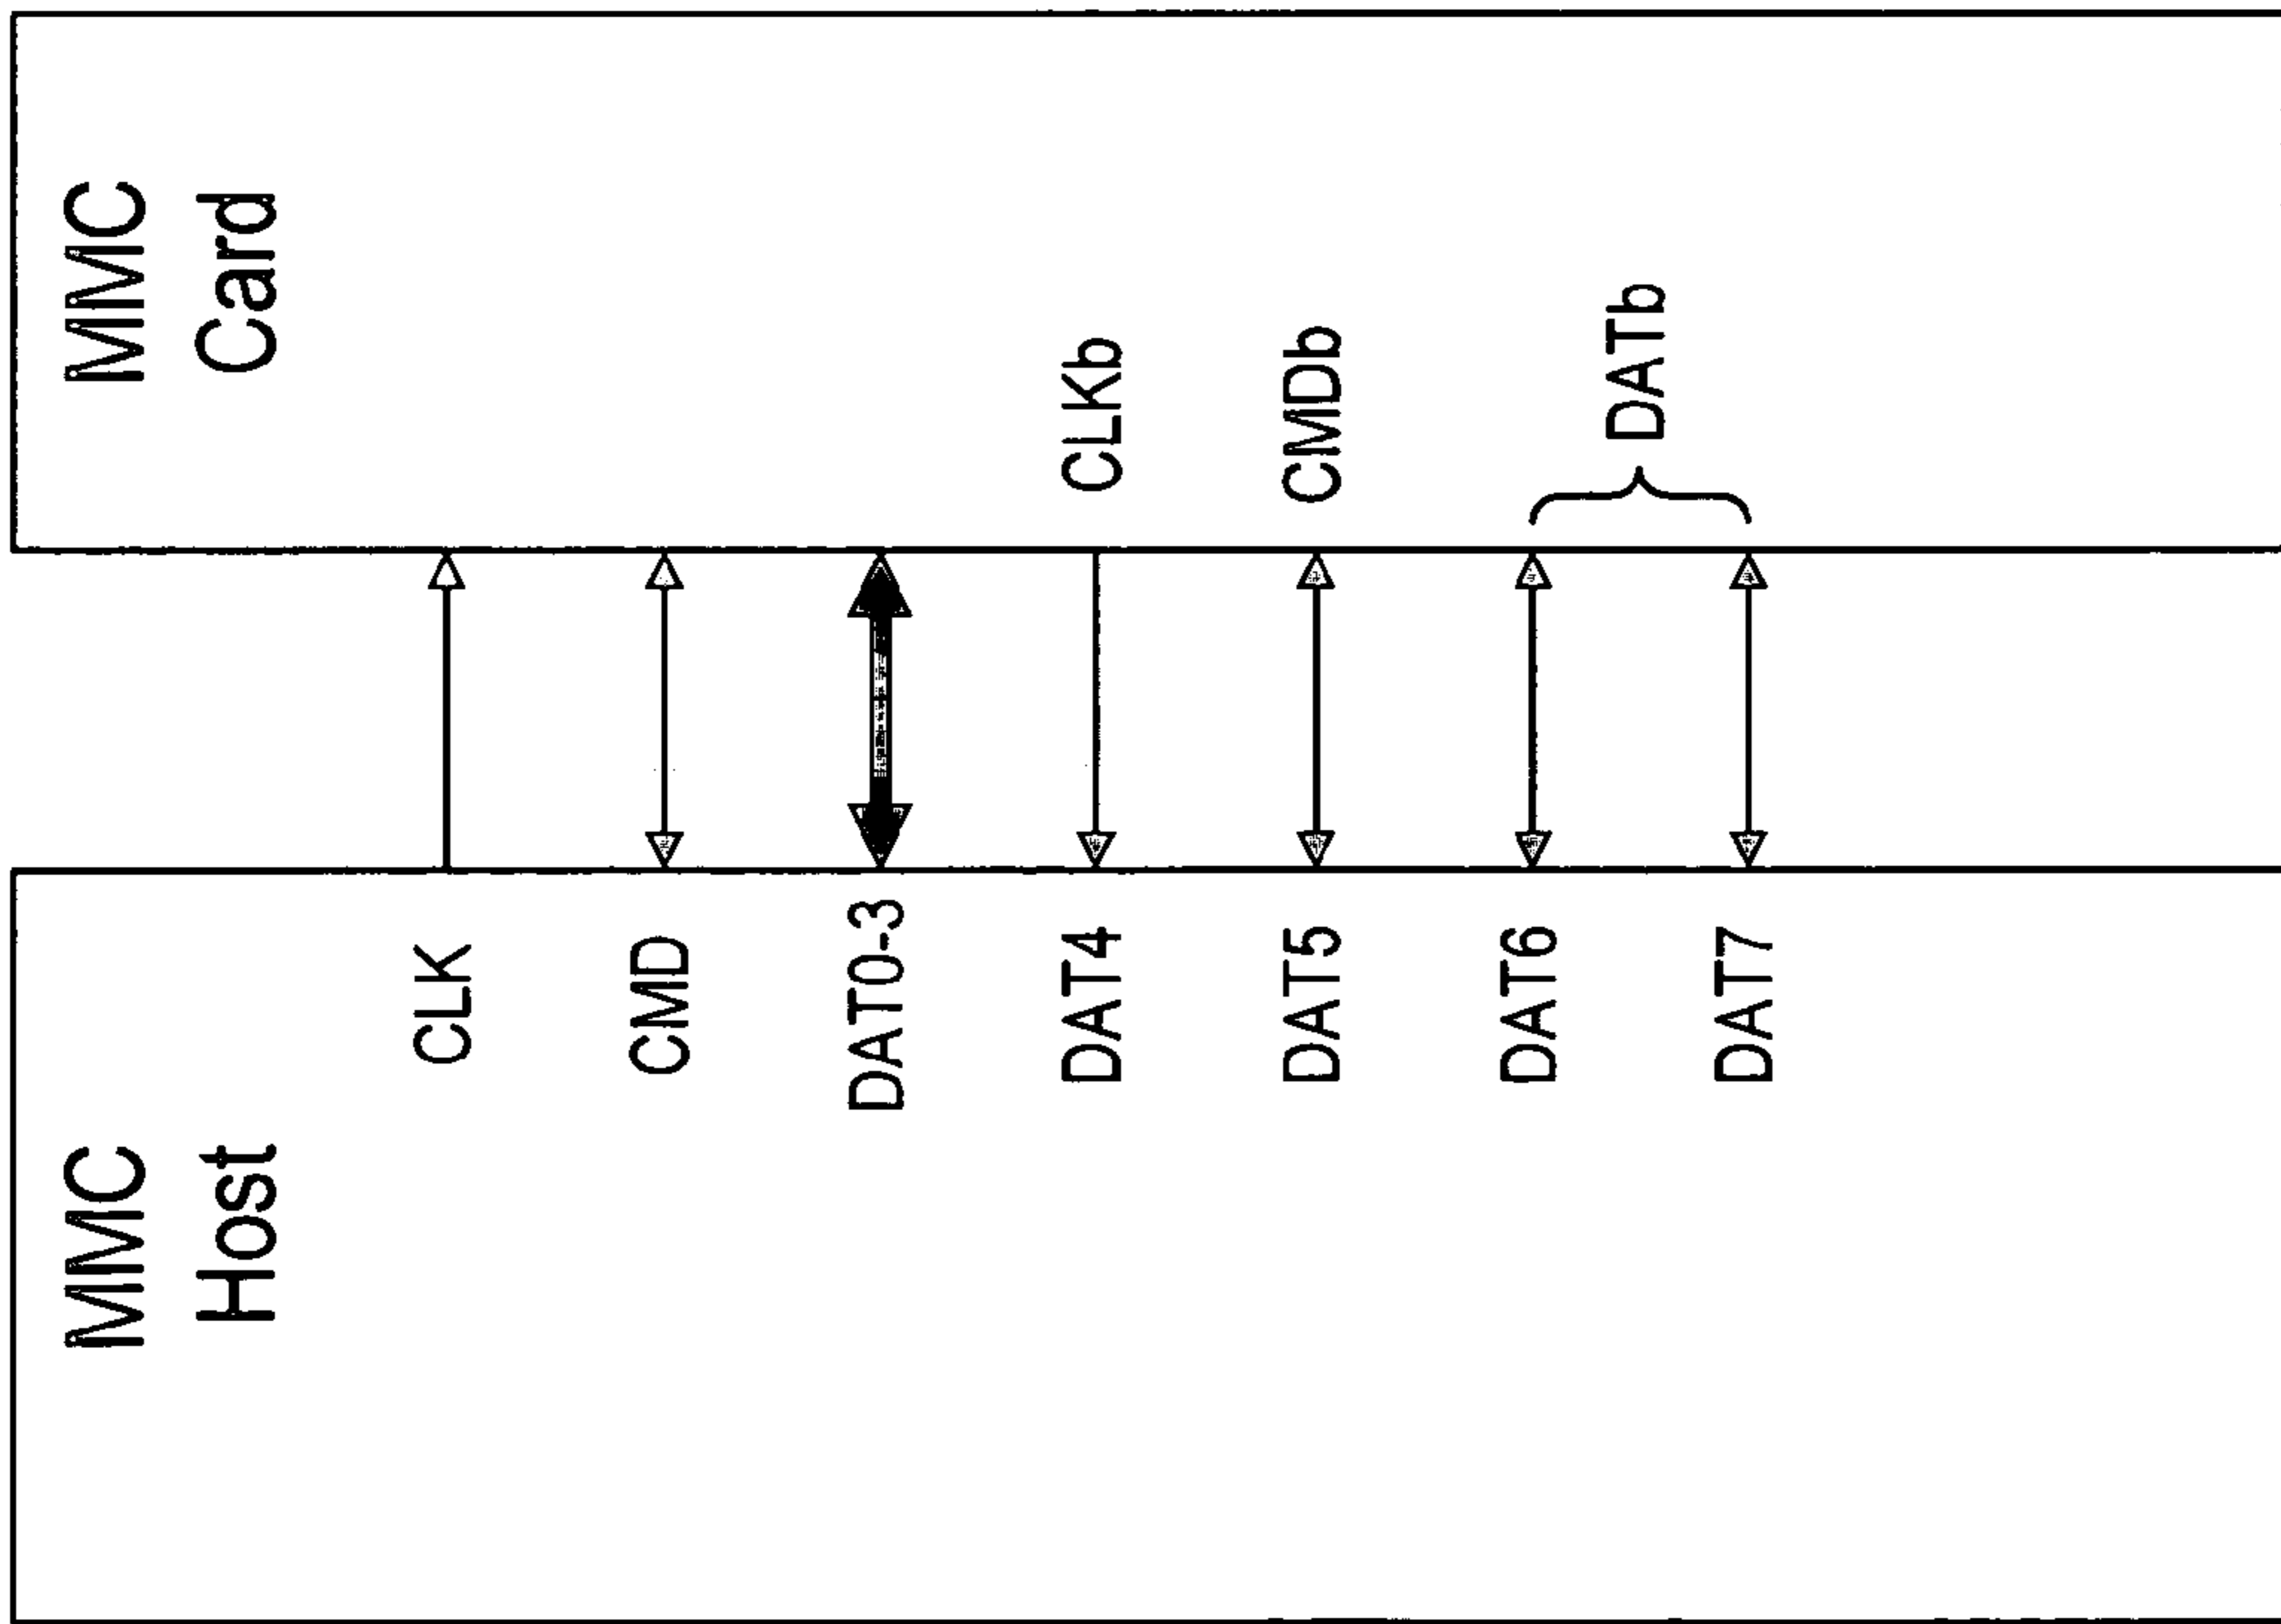 MMC
Host
MMC
Card
CLK
CMD
DAT0-3
DAT4
CLKb
DAT5
CMDb
DAT6
DAT7
DATb